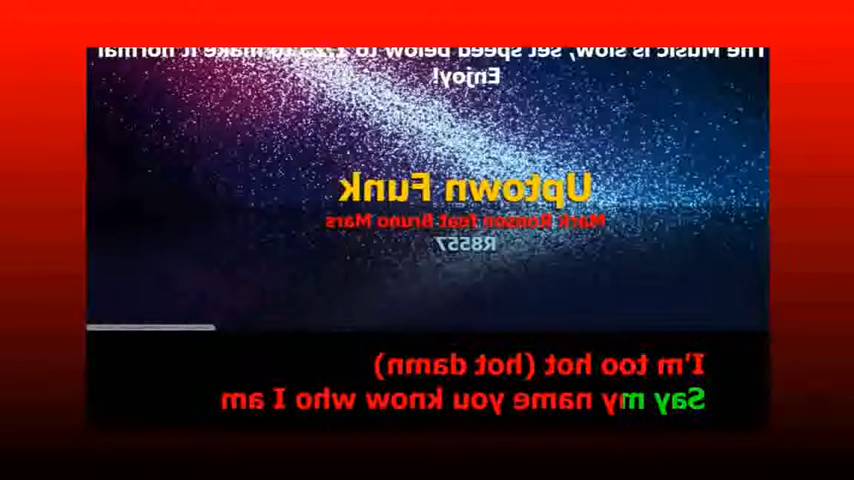 The Music is slow, set speed below to 1.25 to make it normal
Enjoy!
Uptown Funk
Mark Ronson feat Bruno Mars
R8557
I'm too hot (hot damn)
Say my name you know who I am